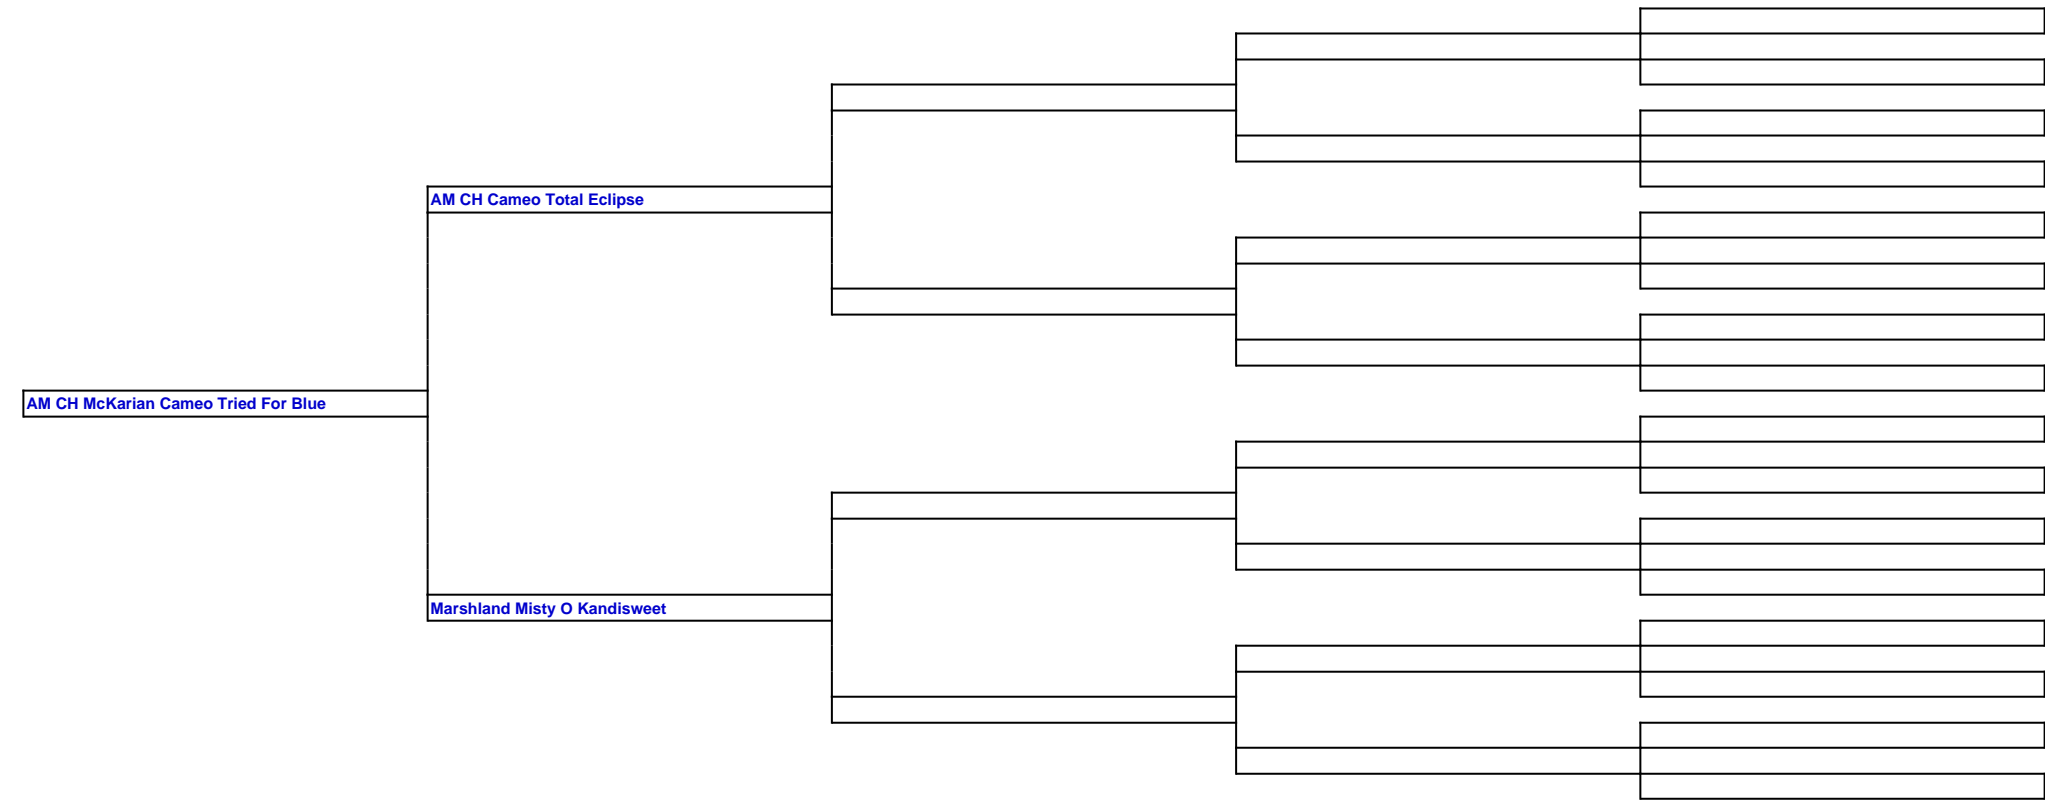 AM CH Cameo Total Eclipse
AM CH McKarian Cameo Tried For Blue
Marshland Misty O Kandisweet